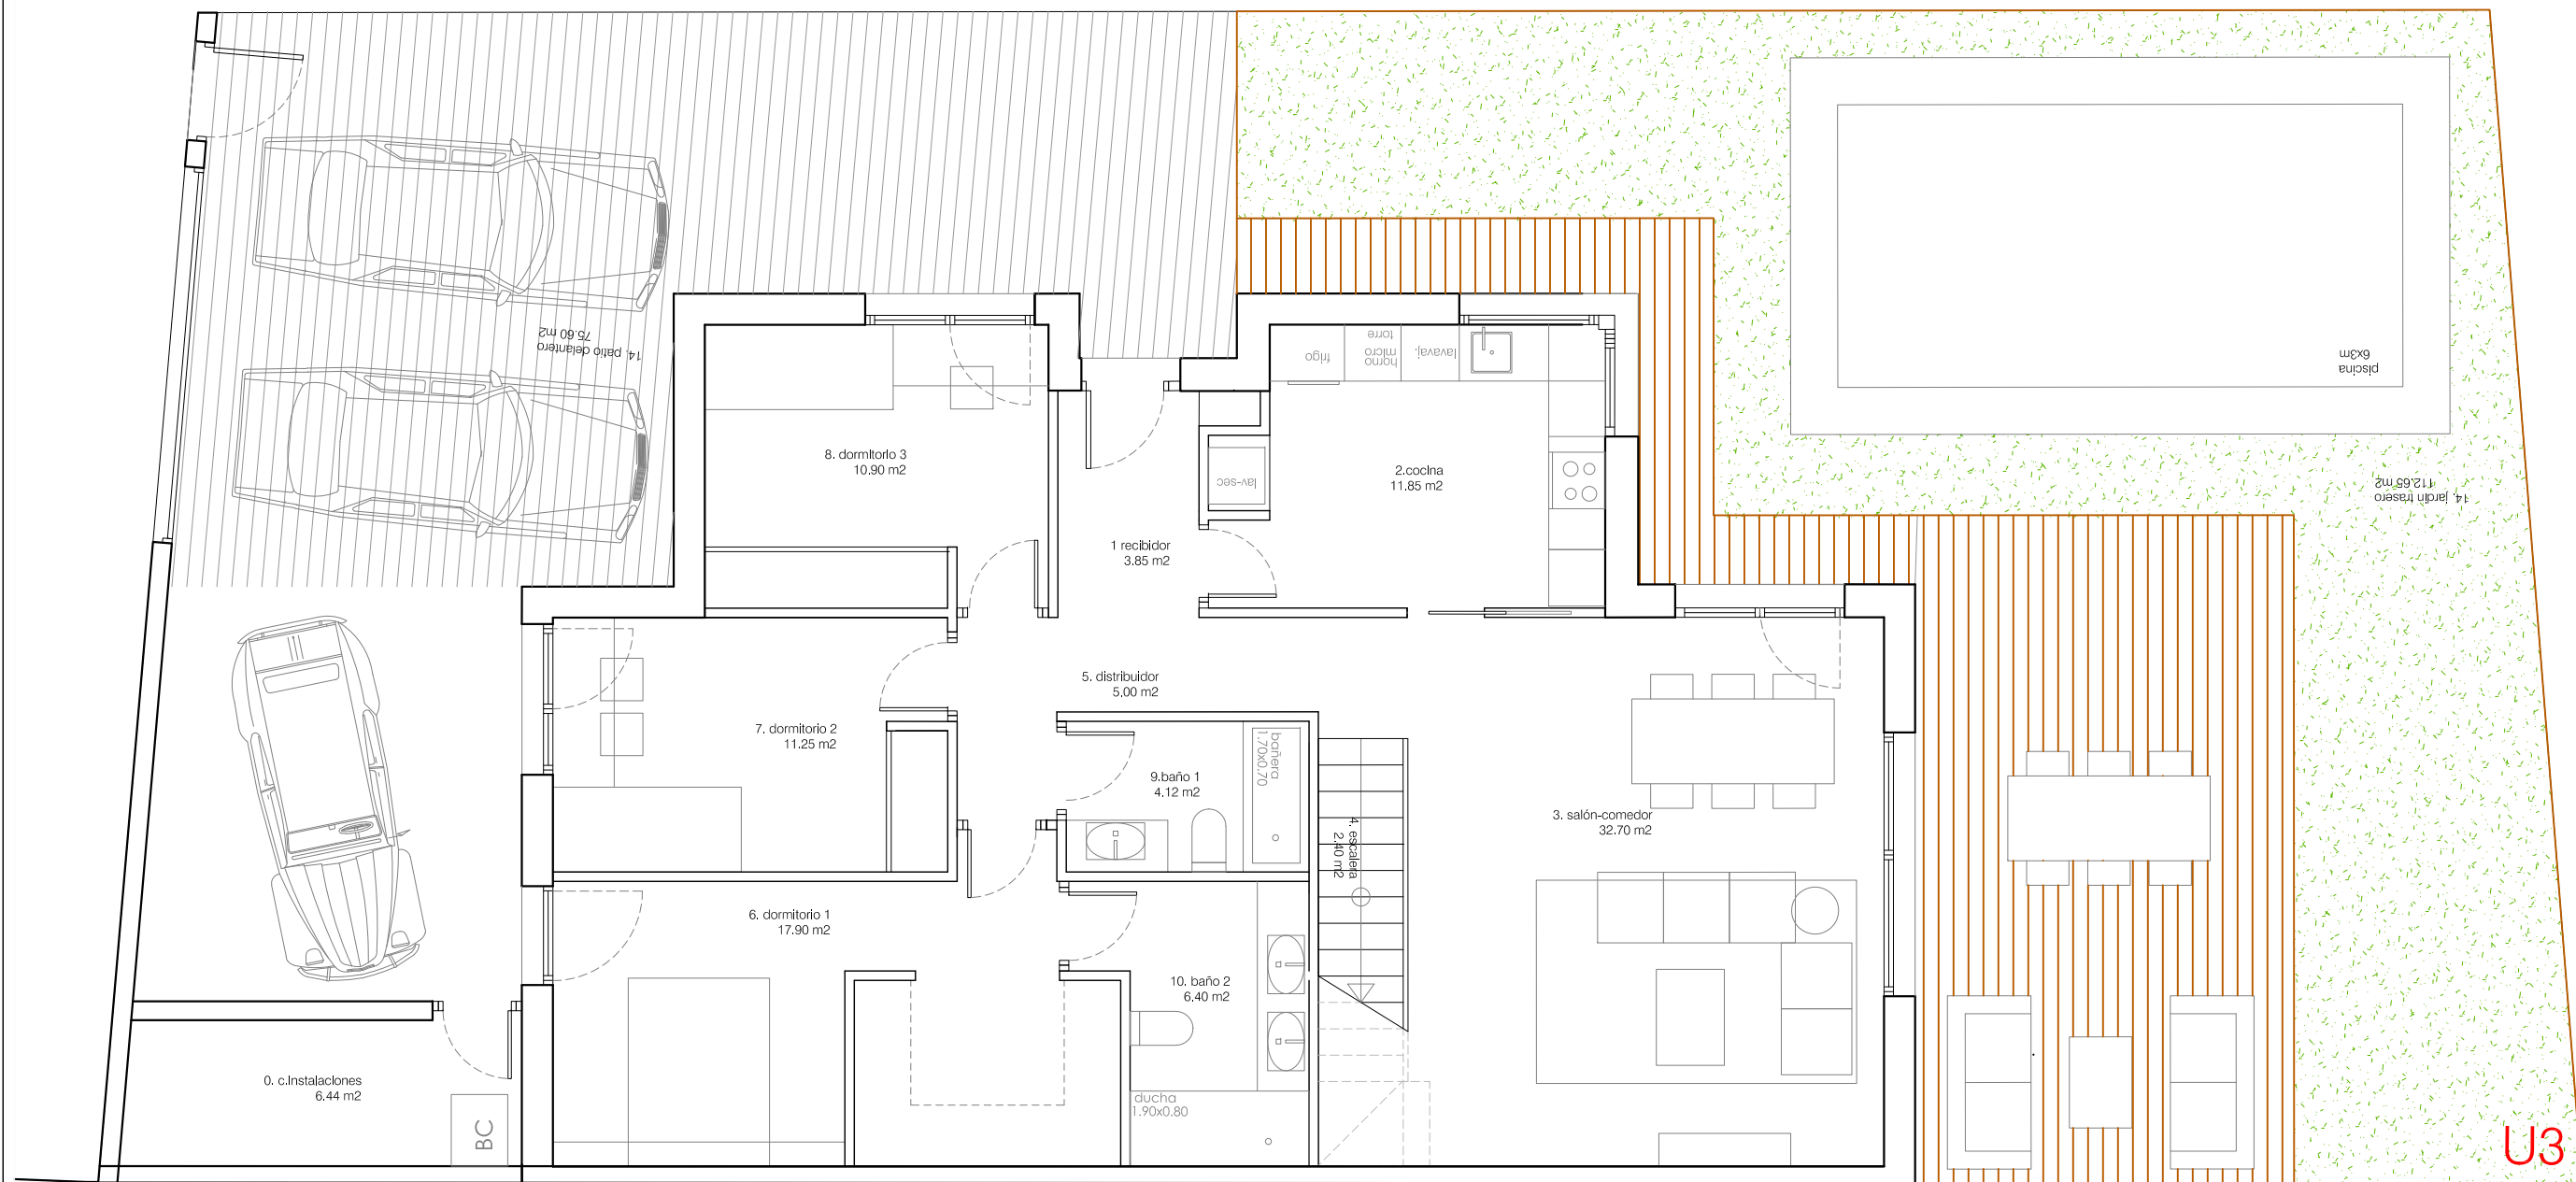 14. patio delantero
75.60 m2
frigo
horno
micro
torre
lavavaj.
piscina
6x3m
8. dormitorio 3
10.90 m2
2.cocina
11.85 m2
lav-sec
14. jardín trasero
112.65 m2
1 recibidor
3.85 m2
5. distribuidor
5.00 m2
7. dormitorio 2
11.25 m2
9.baño 1
4.12 m2
bañera
1.70x0.70
4. escalera
2.40 m2
3. salón-comedor
32.70 m2
6. dormitorio 1
17.90 m2
10. baño 2
6.40 m2
0. c.Instalaciones
6.44 m2
BC
ducha
1.90x0.80
U3